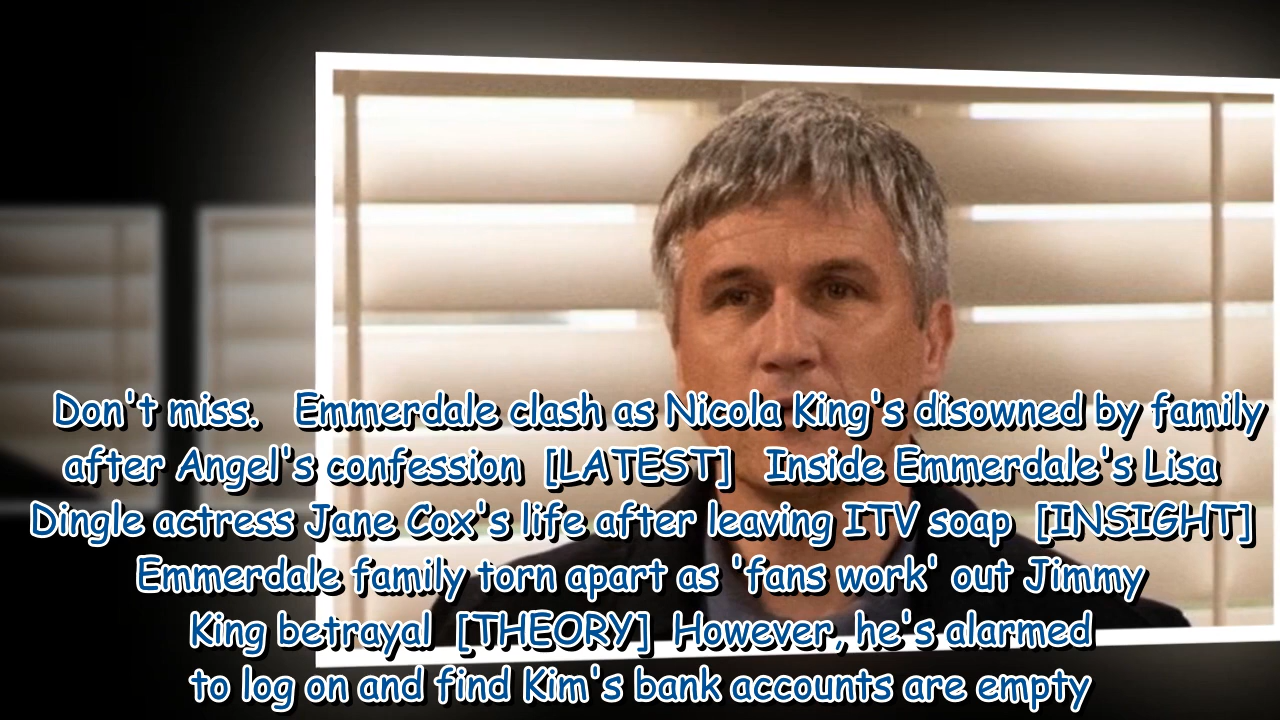 Don't miss. Emmerdale clash as Nicola King's disowned by family
after Angel's confession [LATEST] Inside Emmerdale's Lisa
Dingle actress Jane Cox's life after leaving ITV soap [INSIGHT]
Emmerdale family torn apart as 'fans work' out Jimmy
King betrayal [THEORY] However, he's alarmed
to log on and find Kim's bank accounts are empty